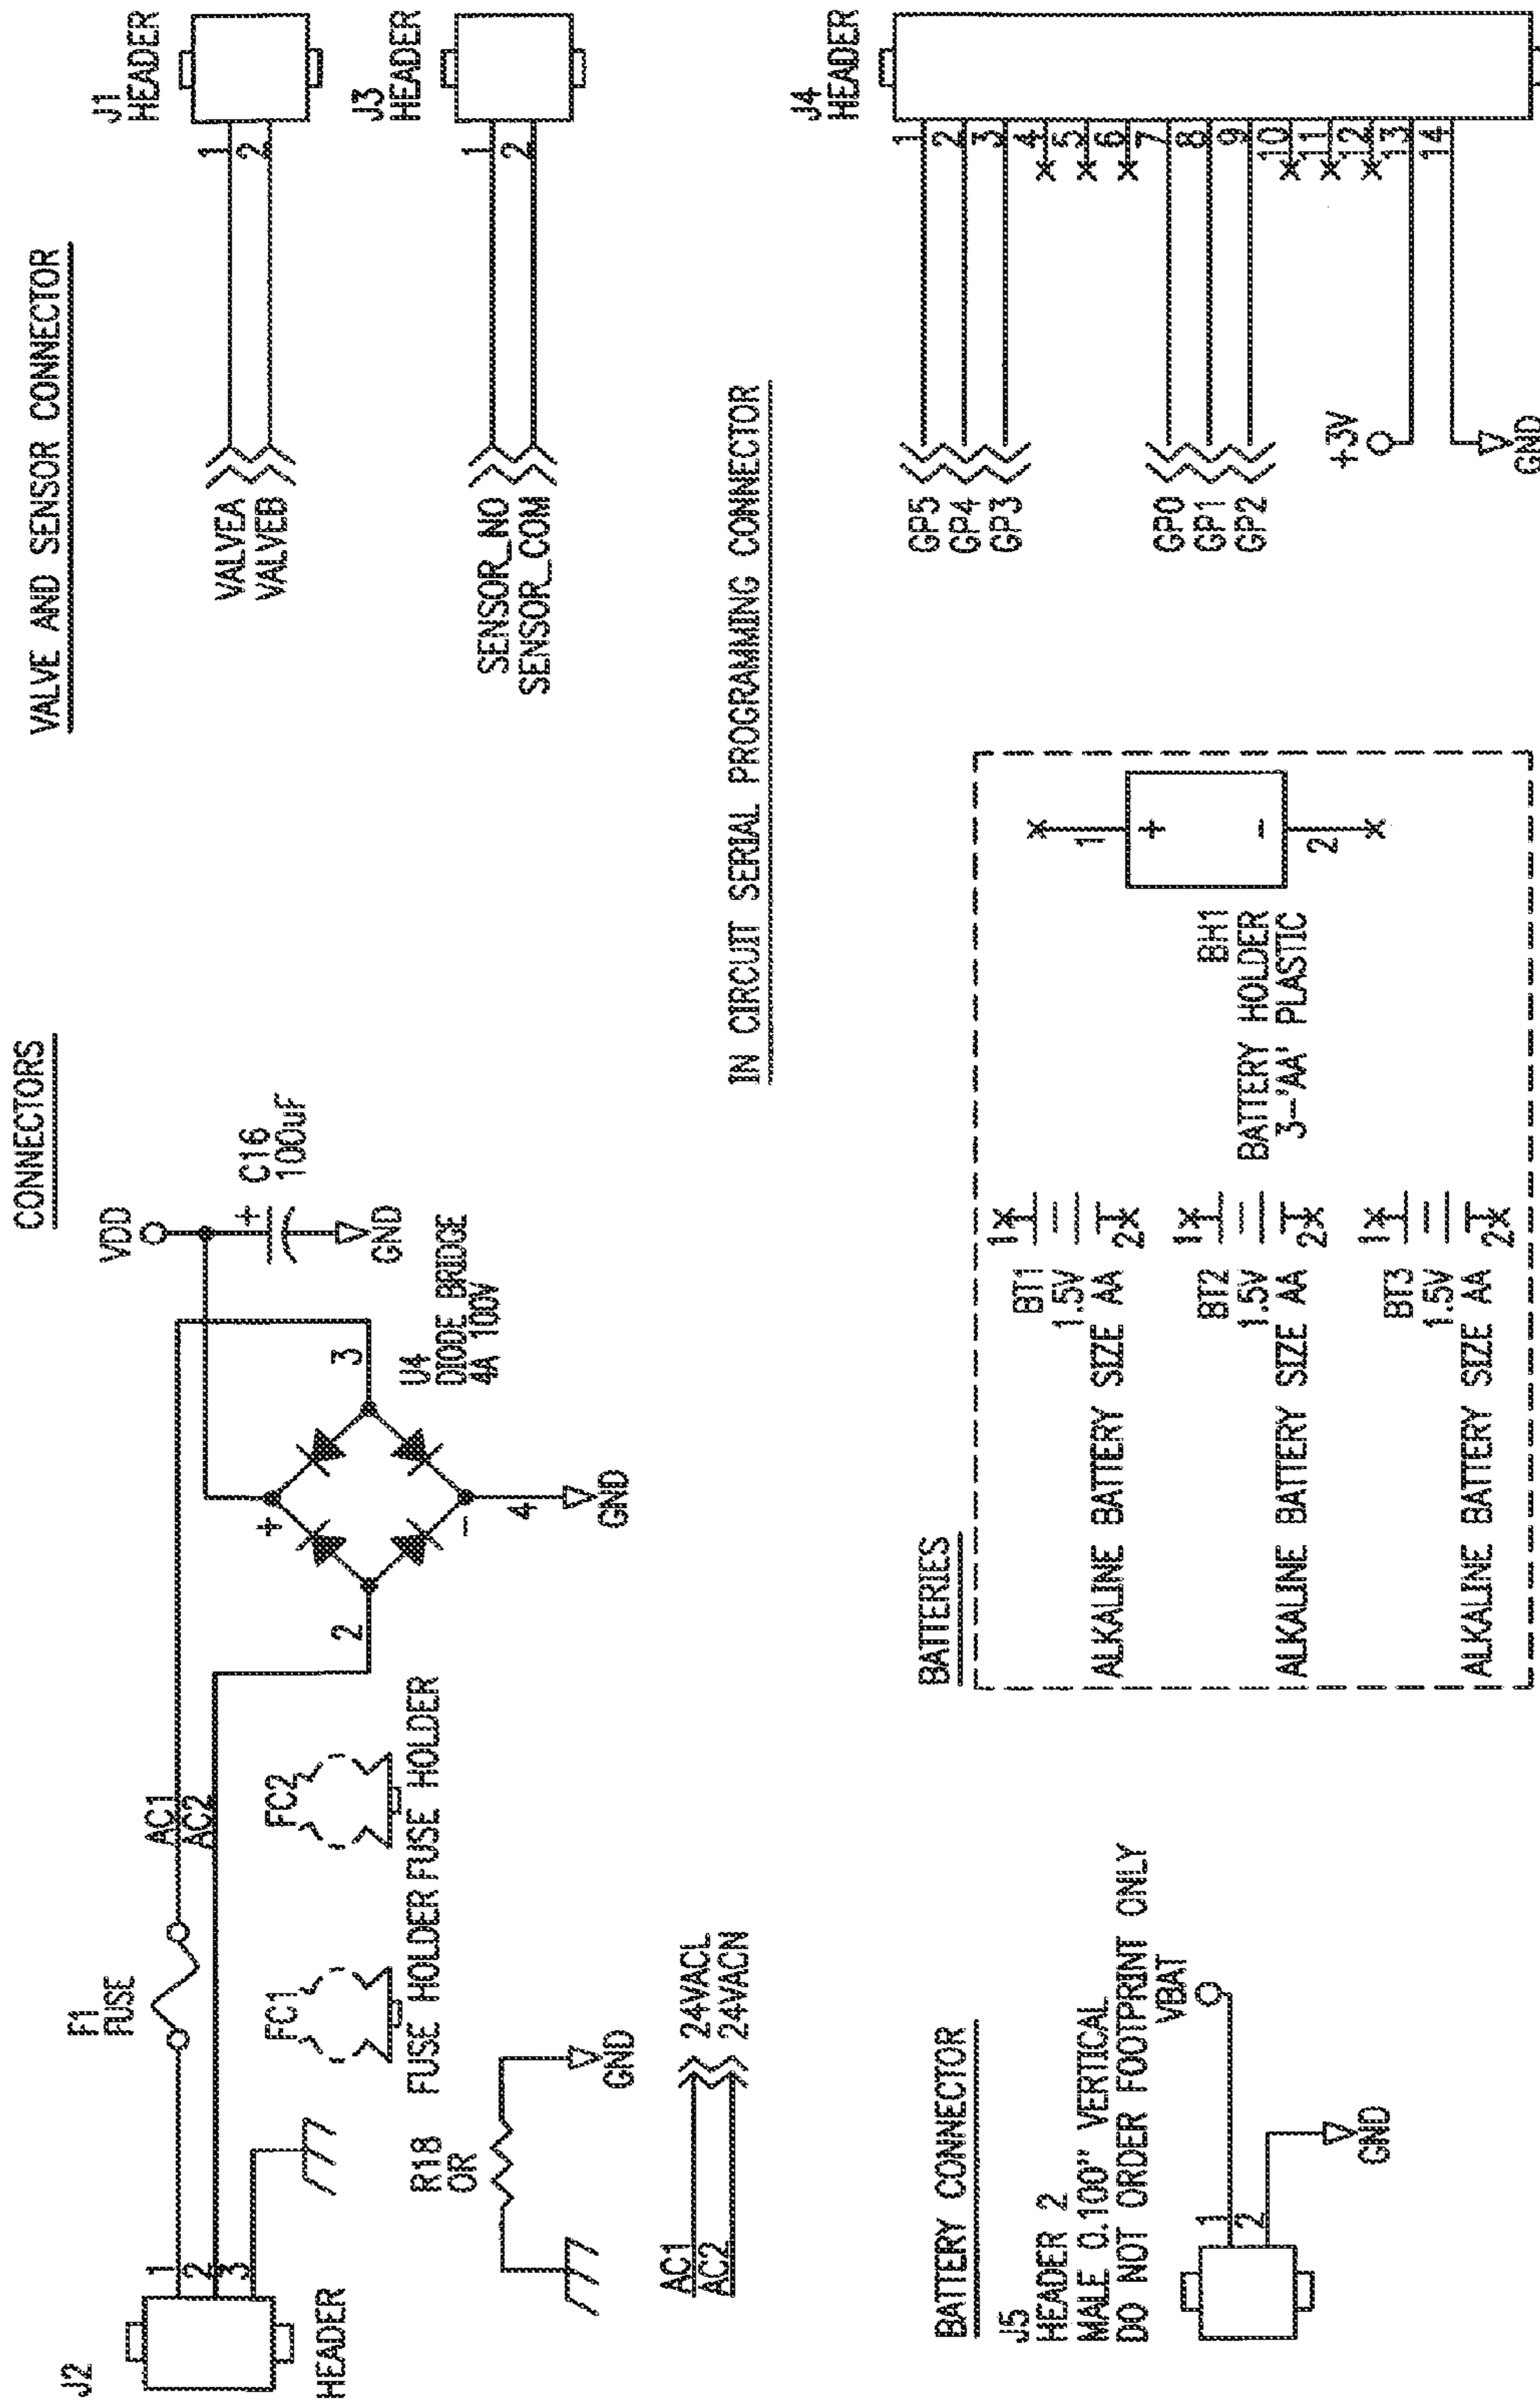 CONNECTORS
J2
HEADER
1
2
3
F1
FUSE
AC1
AC2
FC1
FUSE HOLDER
FC2
FUSE HOLDER
2
3
+
-
4
GND
U4
DIODE BRIDGE
4A 100V
VDD
+
C16
100uF
GND
R18
0R
GND
AC1
AC2
24VACL
24VACN
VALVE AND SENSOR CONNECTOR
J1
HEADER
VALVEA
VALVEB
1
2
J3
HEADER
SENSOR_NO
SENSOR_COM
1
2
BATTERY CONNECTOR
J5
HEADER 2
MALE 0.100" VERTICAL
DO NOT ORDER FOOTPRINT ONLY
1
2
VBAT
GND
BATTERIES
BT1
1.5V
ALKALINE BATTERY SIZE AA
1
2
BT2
1.5V
ALKALINE BATTERY SIZE AA
1
2
BT3
1.5V
ALKALINE BATTERY SIZE AA
1
2
BH1
BATTERY HOLDER
3-'AA' PLASTIC
1
+
-
2
IN CIRCUIT SERIAL PROGRAMMING CONNECTOR
J4
HEADER
GP5
GP4
GP3
GP0
GP1
GP2
+3V
GND
1
2
3
4
5
6
7
8
9
10
11
12
13
14